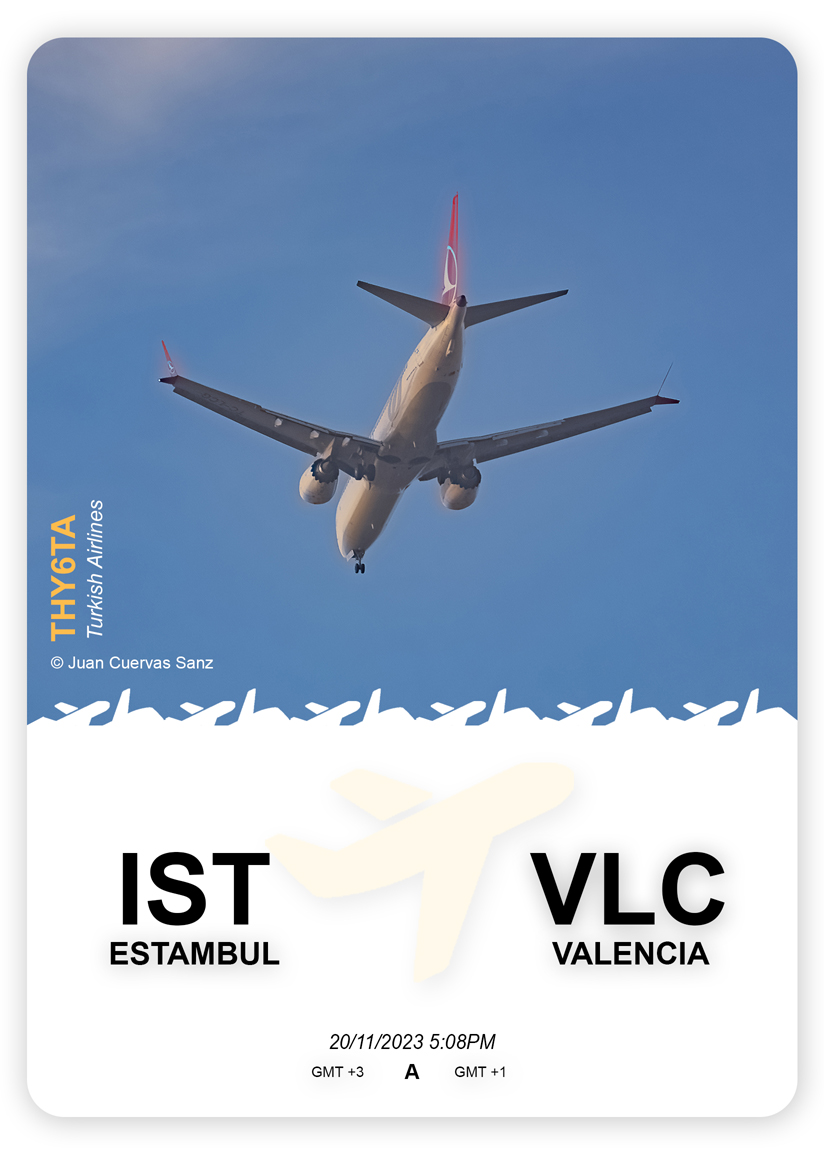 THY6TA
Turkish Airlines
© Juan Cuervas Sanz
IST
ESTAMBUL
VLC
VALENCIA
20/11/2023 5:08PM
GMT +3 A GMT +1